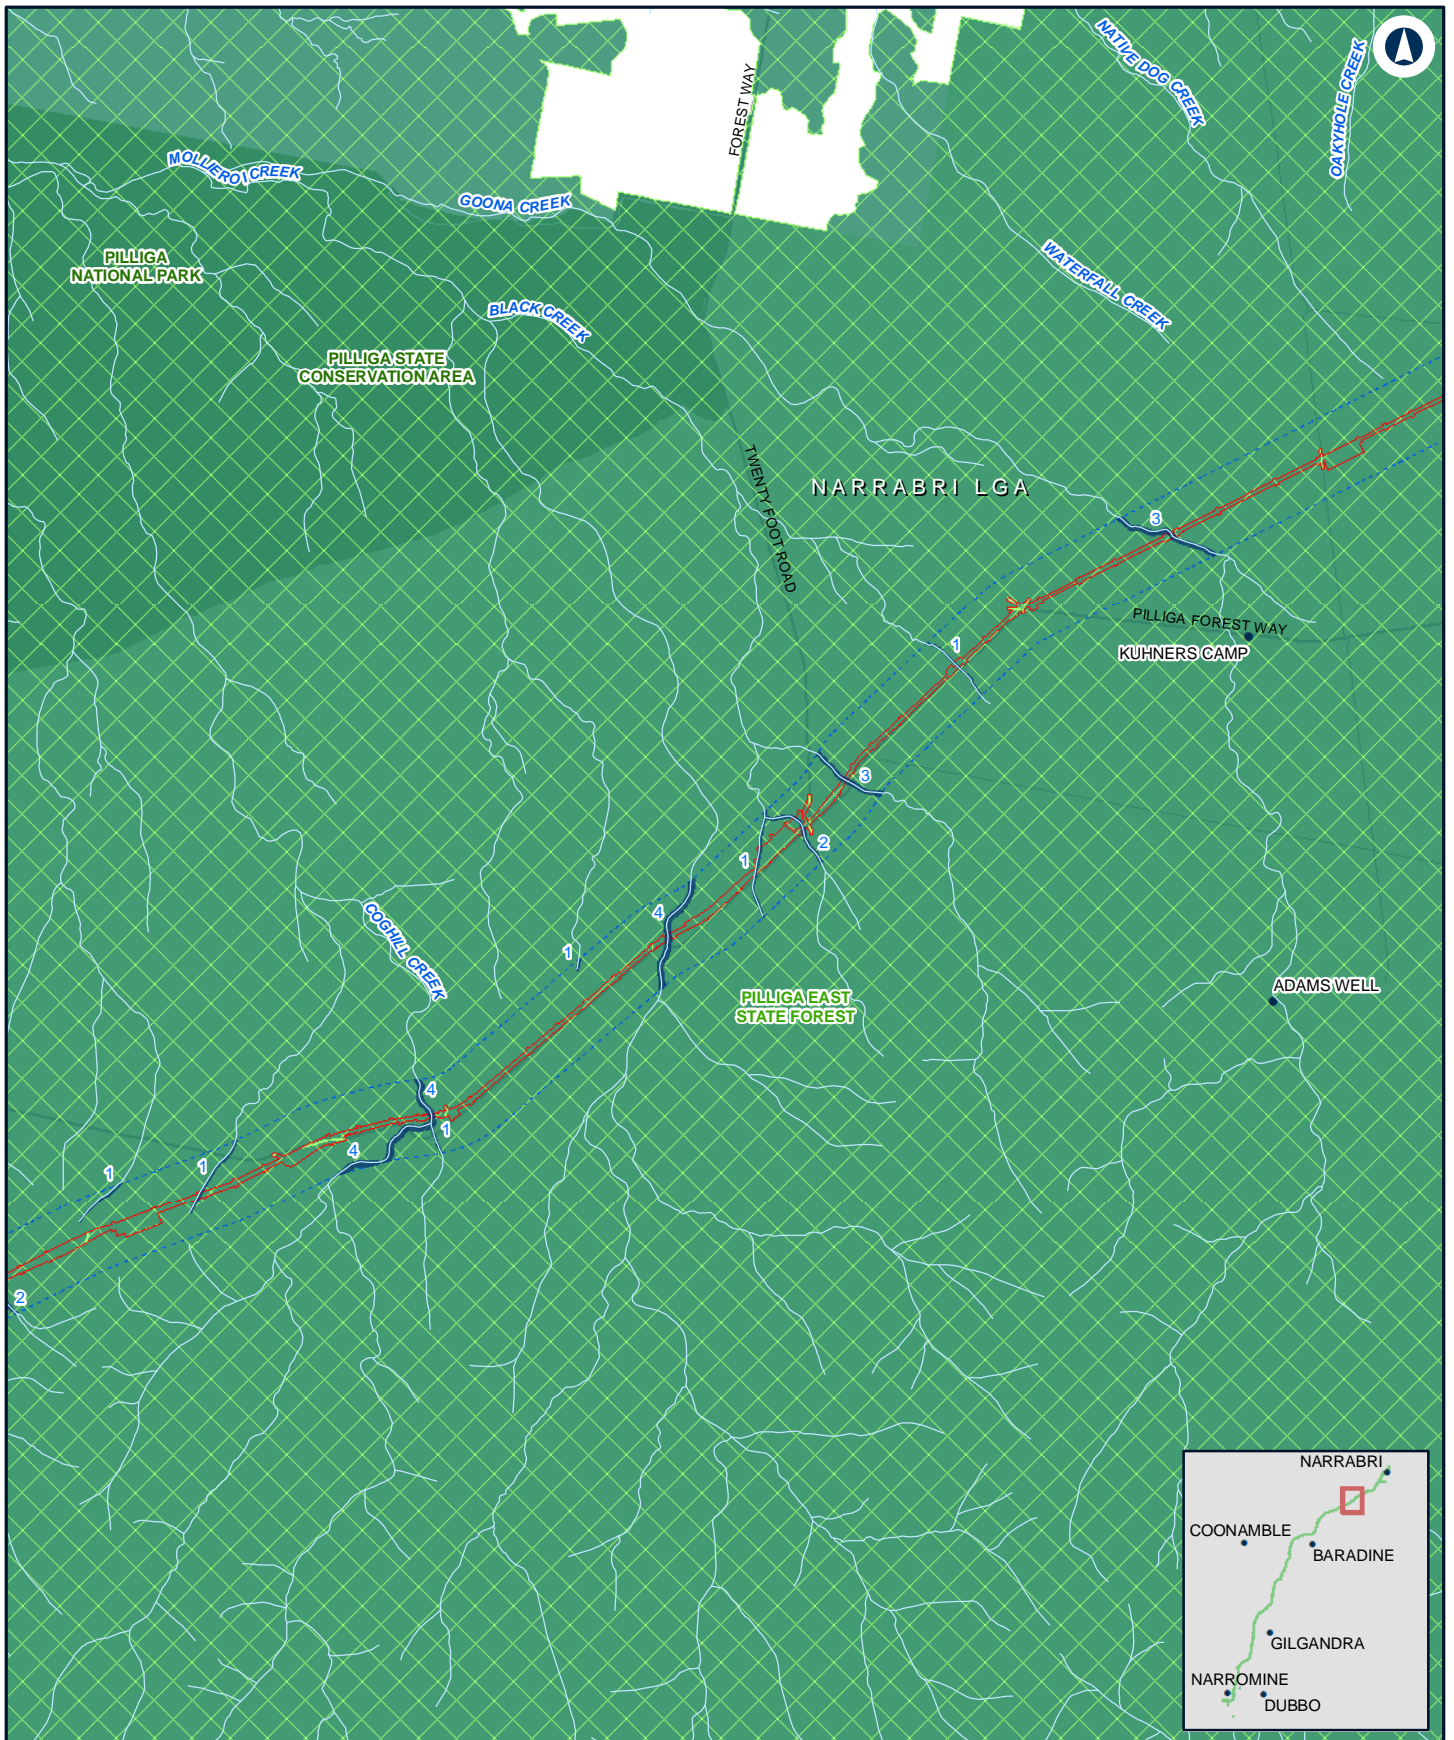 NATIVE DOG CREEK
OAKYHOLE CREEK
FOREST WAY
MOLLIEROI CREEK
GOONA CREEK
PILLIGA
NATIONAL PARK
WATERFALL CREEK
BLACK CREEK
PILLIGA STATE
CONSERVATION AREA
TWENTY FOOT ROAD
NARRABRI LGA
3
PILLIGA FOREST WAY
1
KUHNERS CAMP
3
2
1
4
COGHILL CREEK
1
ADAMS WELL
PILLIGA EAST
STATE FOREST
4
1
4
1
1
2
NARRABRI
COONAMBLE
BARADINE
GILGANDRA
NARROMINE
DUBBO